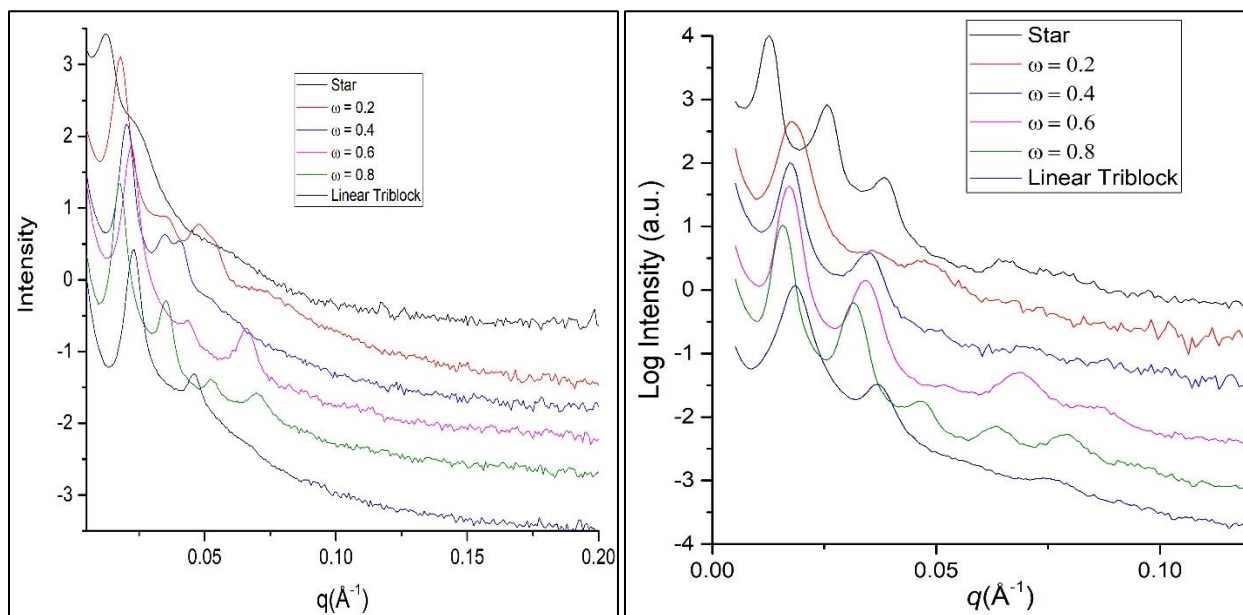 3
2
1
0
-1
-2
-3
Intensity
Star
ω = 0.2
ω = 0.4
ω = 0.6
ω = 0.8
Linear Triblock
0.05 0.10 0.15 0.20
q(Å⁻¹)
4
3
2
1
0
-1
-2
-3
-4
Log Intensity (a.u.)
Star
ω = 0.2
ω = 0.4
ω = 0.6
ω = 0.8
Linear Triblock
0.00 0.05 0.10
q(Å⁻¹)